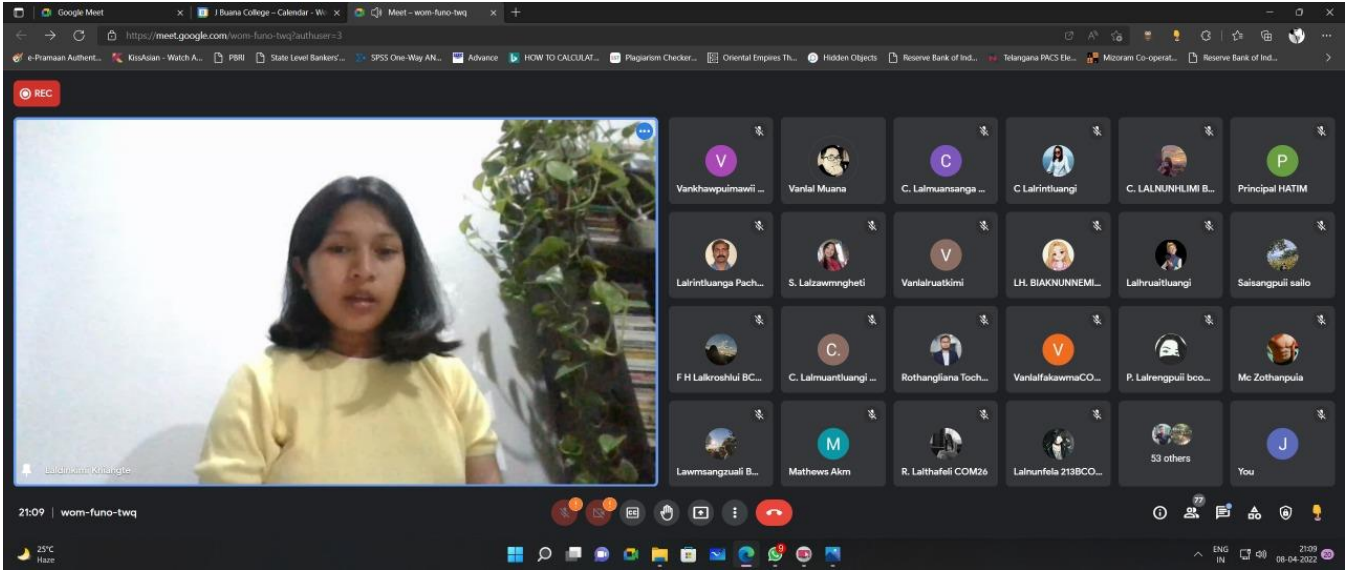 Google Meet
J Buana College – Calendar - We
Meet – wom-funo-twq
https://meet.google.com/wom-funo-twq?authuser=3
e-Pramaan Authent...
KissAsian - Watch A...
PBRI
State Level Bankers'...
SPSS One-Way AN...
Advance
HOW TO CALCULAT...
Plagiarism Checker...
Oriental Empires Th...
Hidden Objects
Reserve Bank of Ind...
Telangana PACS Ele...
Mizoram Co-operat...
Reserve Bank of Ind...
REC
V
C
P
Vankhawpuimawii ...
Vanlal Muana
C. Lalmuansanga ...
C Lalrintluangi
C. LALNUNHLIMI B...
Principal HATIM
V
Lalrintluanga Pach...
S. Lalzawmngheti
Vanlalruatkimi
LH. BIAKNUNNEMI...
Lalhruaitluangi
Saisangpuii sailo
C.
V
F H Lalkroshlui BC...
C. Lalmuantluangi ...
Rothangliana Toch...
VanlalfakawmaCO...
P. Lalrengpuii bco...
Mc Zothanpuia
M
J
Lawmsangzuali B...
Mathews Akm
R. Lalthafeli COM26
Lalnunfela 213BCO...
53 others
You
Laldinkimi Khiangte
21:09 | wom-funo-twq
77
25°C
Haze
9
ENG
IN
21:09
08-04-2022
20